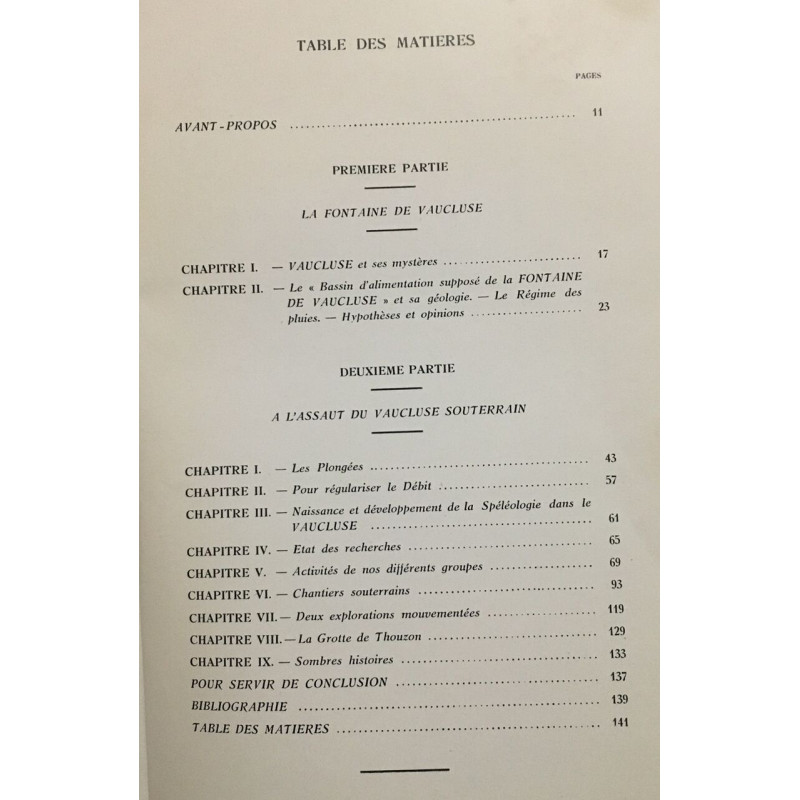 TABLE DES MATIERES
PAGES
AVANT-PROPOS ........................................ 11
PREMIERE PARTIE
LA FONTAINE DE VAUCLUSE
CHAPITRE I. — VAUCLUSE et ses mystères ........................ 17
CHAPITRE II. — Le « Bassin d'alimentation supposé de la FONTAINE
DE VAUCLUSE » et sa géologie. — Le Régime des
pluies. — Hypothèses et opinions .................... 23
DEUXIEME PARTIE
A L'ASSAUT DU VAUCLUSE SOUTERRAIN
CHAPITRE I. — Les Plongées .................................. 43
CHAPITRE II. — Pour régulariser le Débit ........................ 57
CHAPITRE III. — Naissance et développement de la Spéléologie dans le
VAUCLUSE .................................. 61
CHAPITRE IV. — Etat des recherches ............................ 65
CHAPITRE V. — Activités de nos différents groupes ................ 69
CHAPITRE VI. — Chantiers souterrains ............................ 93
CHAPITRE VII. — Deux explorations mouvementées ................ 119
CHAPITRE VIII. — La Grotte de Thouzon .......................... 129
CHAPITRE IX. — Sombres histoires .............................. 133
POUR SERVIR DE CONCLUSION .............................. 137
BIBLIOGRAPHIE .............................................. 139
TABLE DES MATIERES ........................................ 141